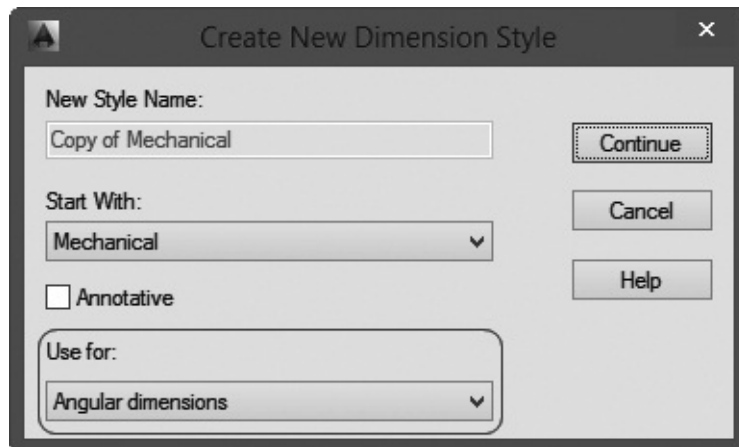 Create New Dimension Style
New Style Name:
Copy of Mechanical
Continue
Start With:
Mechanical
Cancel
Annotative
Help
Use for:
Angular dimensions